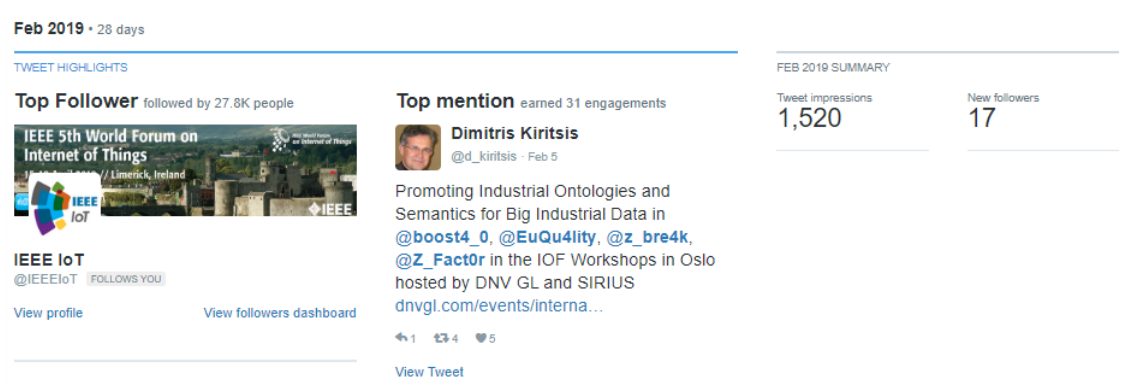 Feb 2019 • 28 days
TWEET HIGHLIGHTS
Top Follower followed by 27.8K people
IEEE 5th World Forum on
Internet of Things
// Limerick, Ireland
IEEE
IEEE
IoT
IEEE IoT
@IEEEIoT FOLLOWS YOU
View profile
View followers dashboard
Top mention earned 31 engagements
Dimitris Kiritsis
@d_kiritsis · Feb 5
Promoting Industrial Ontologies and
Semantics for Big Industrial Data in
@boost4_0, @EuQu4lity, @z_bre4k,
@Z_Fact0r in the IOF Workshops in Oslo
hosted by DNV GL and SIRIUS
dnvgl.com/events/interna…
1 4 5
View Tweet
FEB 2019 SUMMARY
Tweet impressions
1,520
New followers
17